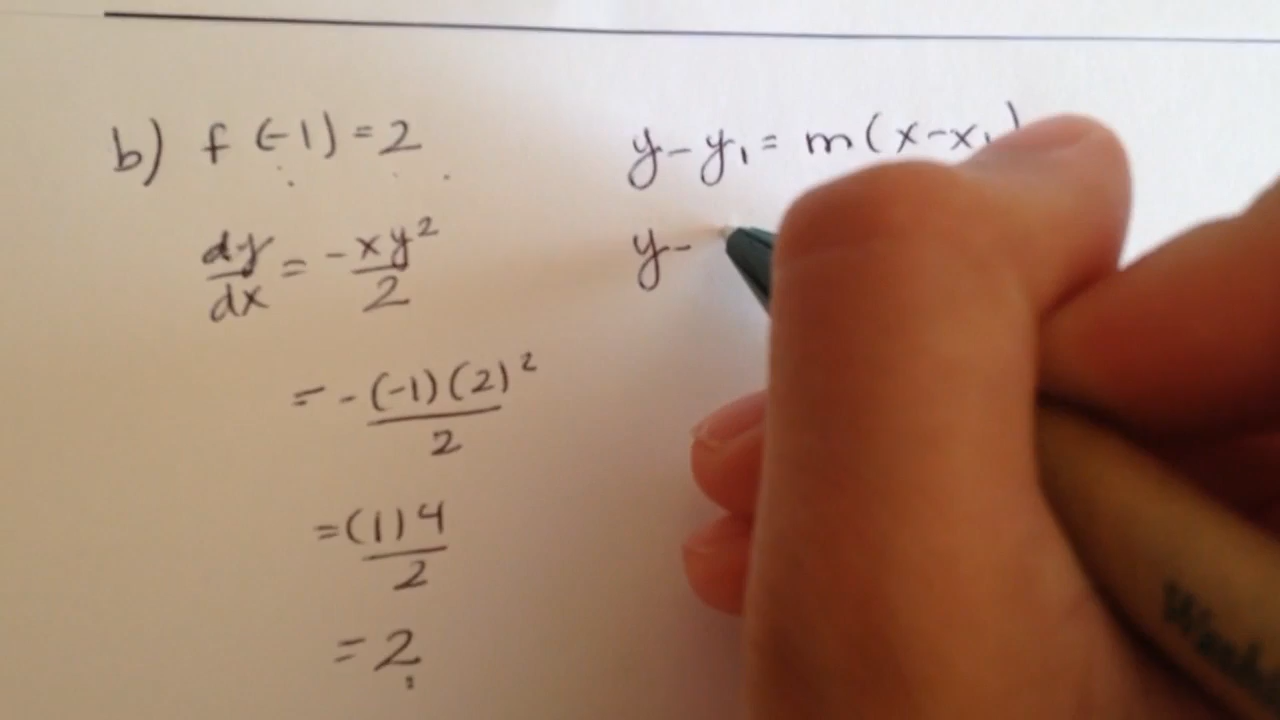 b) f(-1) = 2
dy/dx = -xy²/2
= -(-1)(2)²/2
= (1)4/2
= 2
y-y₁ = m(x-x₁)
y-